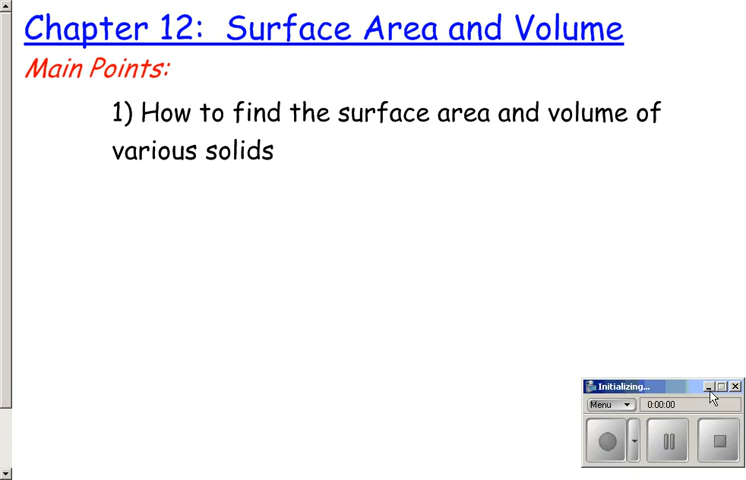 Chapter 12: Surface Area and Volume
Main Points:
1) How to find the surface area and volume of
various solids
Initializing...
Menu
0:00:00